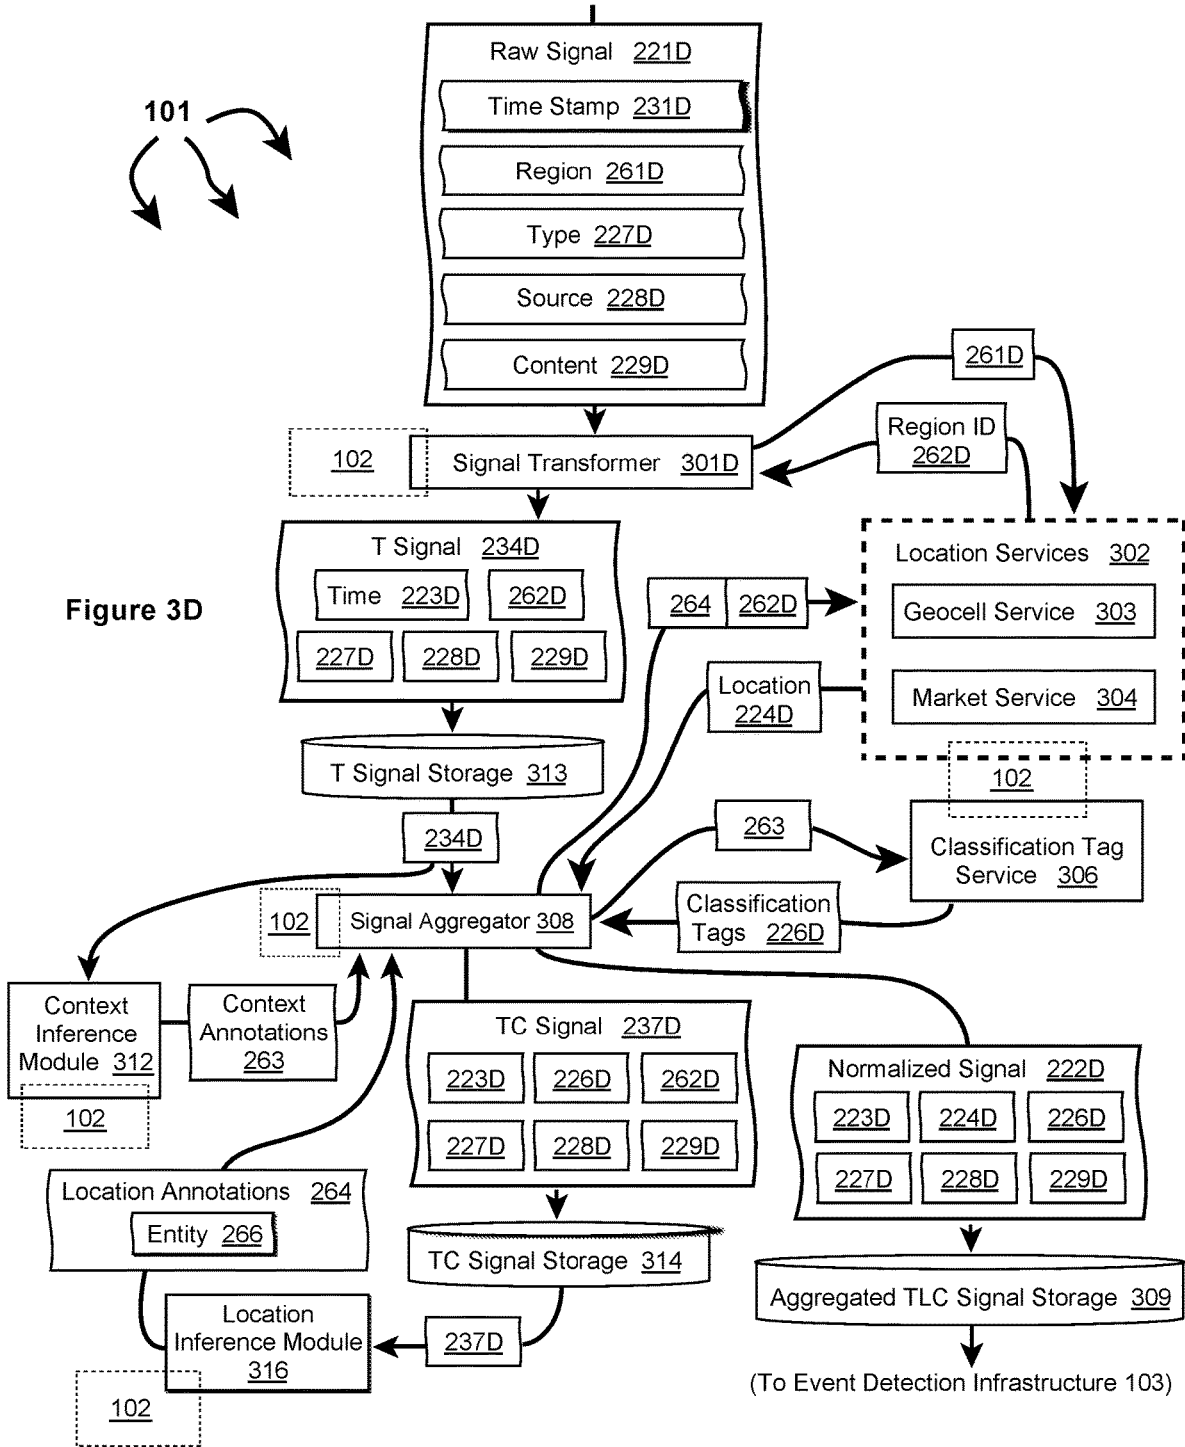 Raw Signal 221D
Time Stamp 231D
101
Region 261D
Type 227D
Source 228D
Content 229D
261D
Region ID
262D
102
Signal Transformer 301D
T Signal 234D
Time 223D
262D
227D
228D
229D
Location Services 302
Geocell Service 303
Market Service 304
264
262D
Figure 3D
Location
224D
T Signal Storage 313
102
234D
263
Classification Tag
Service 306
102
Signal Aggregator 308
Classification
Tags 226D
Context
Inference
Module 312
Context
Annotations
263
102
TC Signal 237D
223D
226D
262D
227D
228D
229D
Normalized Signal 222D
223D
224D
226D
227D
228D
229D
Location Annotations 264
Entity 266
TC Signal Storage 314
Aggregated TLC Signal Storage 309
Location
Inference Module
316
237D
102
(To Event Detection Infrastructure 103)